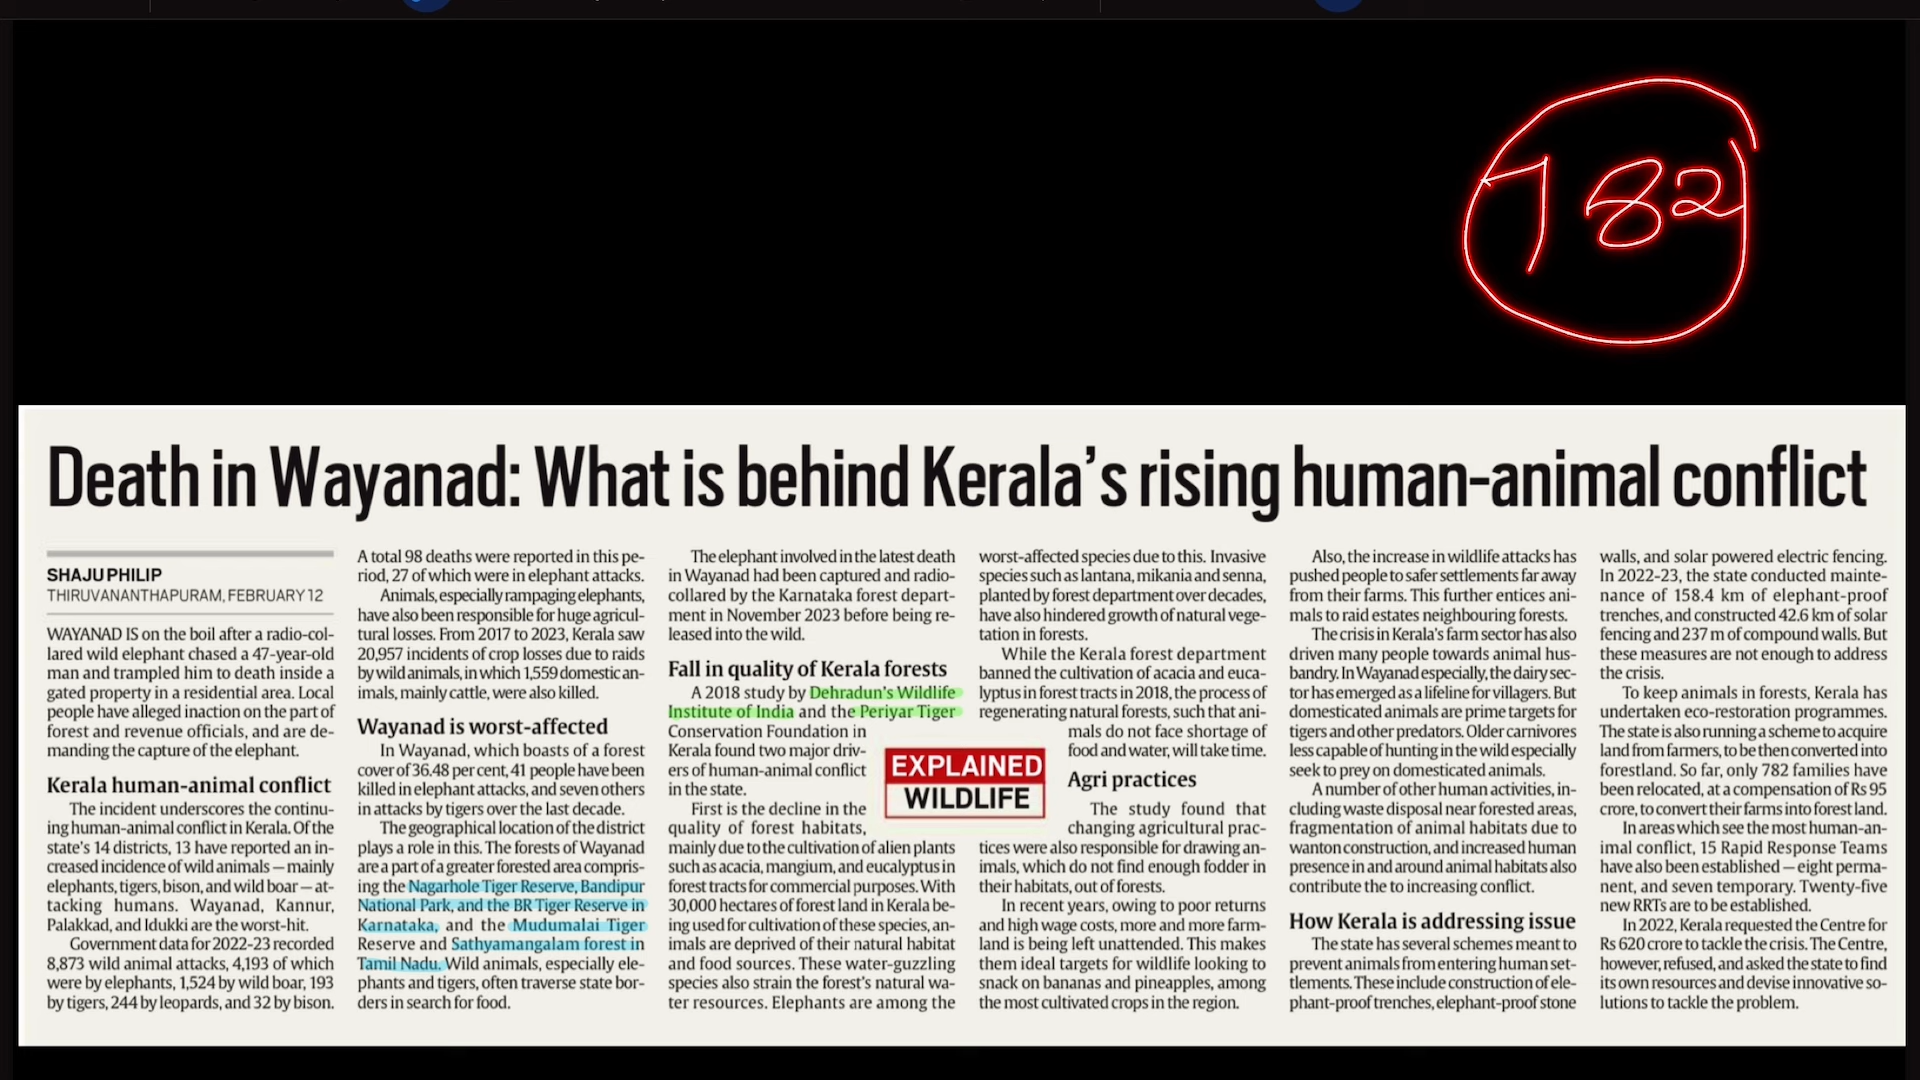 182
Death in Wayanad: What is behind Kerala's rising human-animal conflict
SHAJU PHILIP
THIRUVANANTHAPURAM, FEBRUARY 12
WAYANAD IS on the boil after a radio-col-
lared wild elephant chased a 47-year-old
man and trampled him to death inside a
gated property in a residential area. Local
people have alleged inaction on the part of
forest and revenue officials, and are de-
manding the capture of the elephant.
Kerala human-animal conflict
The incident underscores the continu-
ing human-animal conflict in Kerala. Of the
state's 14 districts, 13 have reported an in-
creased incidence of wild animals — mainly
elephants, tigers, bison, and wild boar — at-
tacking humans. Wayanad, Kannur,
Palakkad, and Idukki are the worst-hit.
Government data for 2022-23 recorded
8,873 wild animal attacks, 4,193 of which
were by elephants, 1,524 by wild boar, 193
by tigers, 244 by leopards, and 32 by bison.
A total 98 deaths were reported in this pe-
riod, 27 of which were in elephant attacks.
Animals, especially rampaging elephants,
have also been responsible for huge agricul-
tural losses. From 2017 to 2023, Kerala saw
20,957 incidents of crop losses due to raids
by wild animals, in which 1,559 domestic an-
imals, mainly cattle, were also killed.
Wayanad is worst-affected
In Wayanad, which boasts of a forest
cover of 36.48 per cent, 41 people have been
killed in elephant attacks, and seven others
in attacks by tigers over the last decade.
The geographical location of the district
plays a role in this. The forests of Wayanad
are a part of a greater forested area compris-
ing the Nagarhole Tiger Reserve, Bandipur
National Park, and the BR Tiger Reserve in
Karnataka, and the Mudumalai Tiger
Reserve and Sathyamangalam forest in
Tamil Nadu. Wild animals, especially ele-
phants and tigers, often traverse state bor-
ders in search for food.
The elephant involved in the latest death
in Wayanad had been captured and radio-
collared by the Karnataka forest depart-
ment in November 2023 before being re-
leased into the wild.
Fall in quality of Kerala forests
A 2018 study by Dehradun's Wildlife
Institute of India and the Periyar Tiger
Conservation Foundation in
Kerala found two major driv-
ers of human-animal conflict
in the state.
First is the decline in the
quality of forest habitats,
mainly due to the cultivation of alien plants
such as acacia, mangium, and eucalyptus in
forest tracts for commercial purposes. With
30,000 hectares of forest land in Kerala be-
ing used for cultivation of these species, an-
imals are deprived of their natural habitat
and food sources. These water-guzzling
species also strain the forest's natural wa-
ter resources. Elephants are among the
EXPLAINED
WILDLIFE
worst-affected species due to this. Invasive
species such as lantana, mikania and senna,
planted by forest department over decades,
have also hindered growth of natural vege-
tation in forests.
While the Kerala forest department
banned the cultivation of acacia and euca-
lyptus in forest tracts in 2018, the process of
regenerating natural forests, such that ani-
mals do not face shortage of
food and water, will take time.
Agri practices
The study found that
changing agricultural prac-
tices were also responsible for drawing an-
imals, which do not find enough fodder in
their habitats, out of forests.
In recent years, owing to poor returns
and high wage costs, more and more farm-
land is being left unattended. This makes
them ideal targets for wildlife looking to
snack on bananas and pineapples, among
the most cultivated crops in the region.
Also, the increase in wildlife attacks has
pushed people to safer settlements far away
from their farms. This further entices ani-
mals to raid estates neighbouring forests.
The crisis in Kerala's farm sector has also
driven many people towards animal hus-
bandry. In Wayanad especially, the dairy sec-
tor has emerged as a lifeline for villagers. But
domesticated animals are prime targets for
tigers and other predators. Older carnivores
less capable of hunting in the wild especially
seek to prey on domesticated animals.
A number of other human activities, in-
cluding waste disposal near forested areas,
fragmentation of animal habitats due to
wanton construction, and increased human
presence in and around animal habitats also
contribute the to increasing conflict.
How Kerala is addressing issue
The state has several schemes meant to
prevent animals from entering human set-
tlements. These include construction of ele-
phant-proof trenches, elephant-proof stone
walls, and solar powered electric fencing.
In 2022-23, the state conducted mainte-
nance of 158.4 km of elephant-proof
trenches, and constructed 42.6 km of solar
fencing and 237 m of compound walls. But
these measures are not enough to address
the crisis.
To keep animals in forests, Kerala has
undertaken eco-restoration programmes.
The state is also running a scheme to acquire
land from farmers, to be then converted into
forestland. So far, only 782 families have
been relocated, at a compensation of Rs 95
crore, to convert their farms into forest land.
In areas which see the most human-an-
imal conflict, 15 Rapid Response Teams
have also been established — eight perma-
nent, and seven temporary. Twenty-five
new RRTs are to be established.
In 2022, Kerala requested the Centre for
Rs 620 crore to tackle the crisis. The Centre,
however, refused, and asked the state to find
its own resources and devise innovative so-
lutions to tackle the problem.